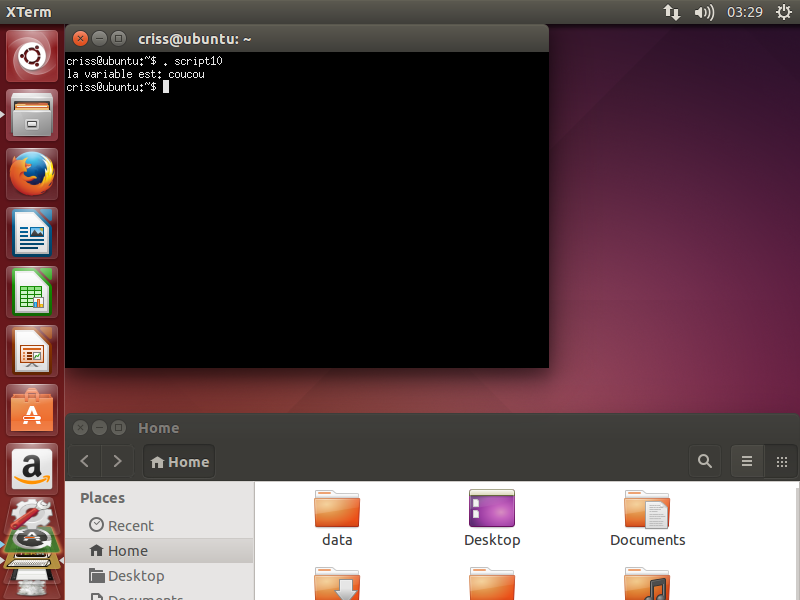 XTerm
03:29
criss@ubuntu: ~
criss@ubuntu:~$ . script10
la variable est: coucou
criss@ubuntu:~$
Home
Home
Places
Recent
Home
Desktop
Documents
data
Desktop
Documents